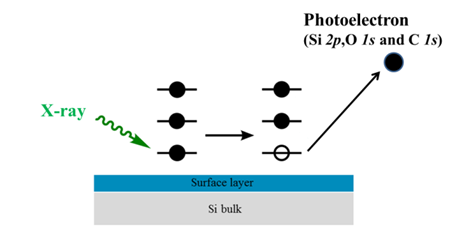 Photoelectron
(Si 2p,O 1s and C 1s)
X-ray
Surface layer
Si bulk